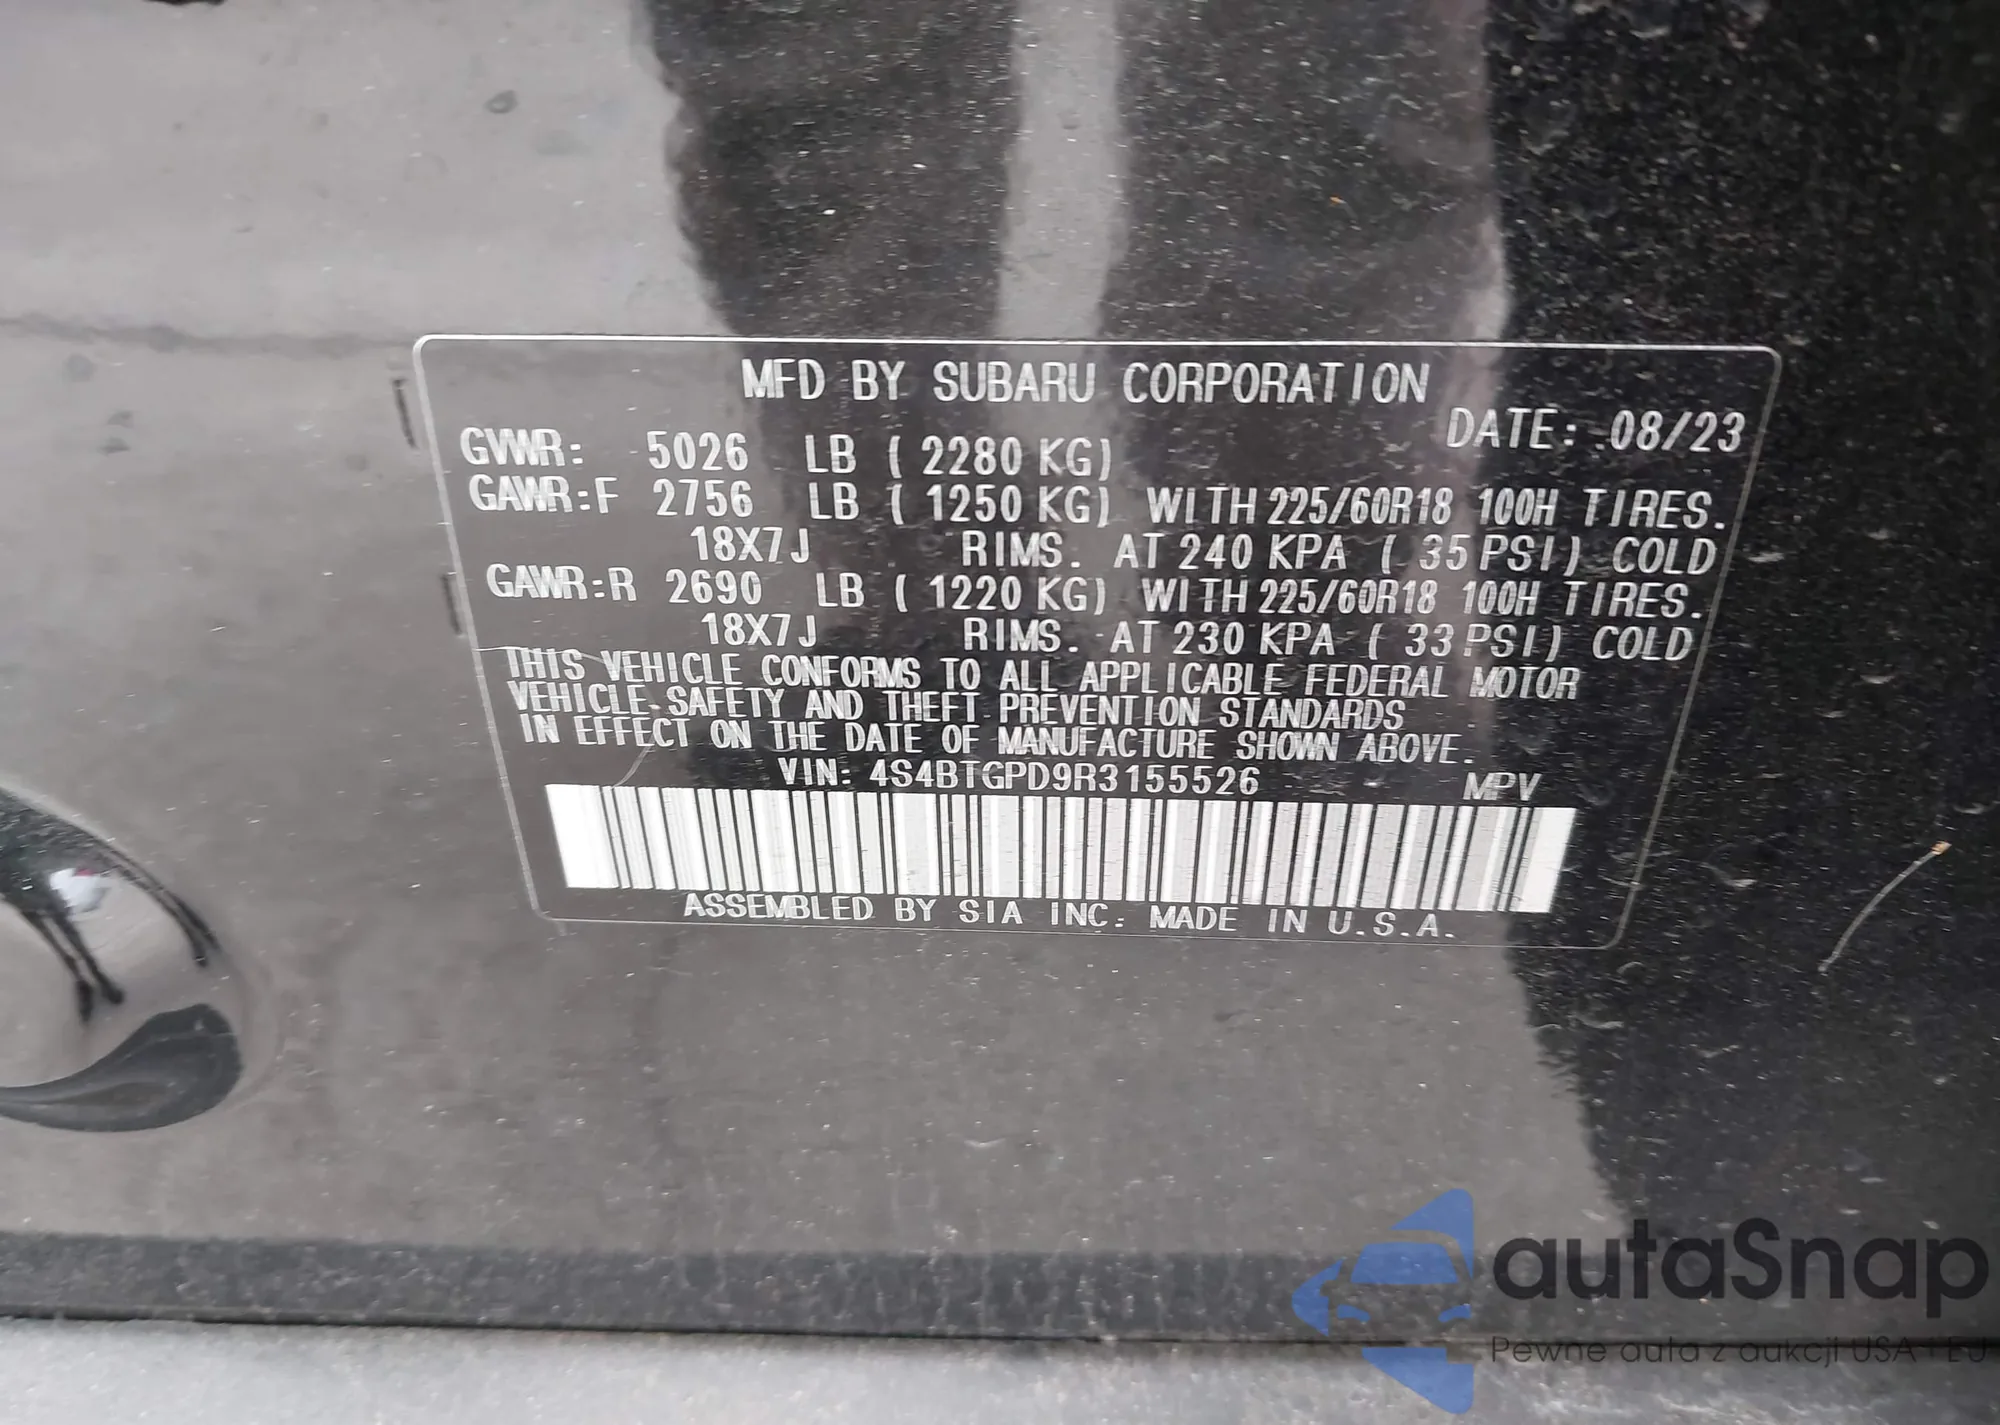 MFD BY SUBARU CORPORATION
DATE: 08/23
GVWR: 5026 LB ( 2280 KG)
GAWR:F 2756 LB ( 1250 KG) WITH 225/60R18 100H TIRES.
18X7J RIMS. AT 240 KPA ( 35 PSI) COLD
GAWR:R 2690 LB ( 1220 KG) WITH 225/60R18 100H TIRES.
18X7J RIMS. AT 230 KPA ( 33 PSI) COLD
THIS VEHICLE CONFORMS TO ALL APPLICABLE FEDERAL MOTOR
VEHICLE SAFETY AND THEFT PREVENTION STANDARDS
IN EFFECT ON THE DATE OF MANUFACTURE SHOWN ABOVE.
VIN: 4S4BTGPD9R3155526 MPV
ASSEMBLED BY SIA INC. MADE IN U.S.A.
autaSnap
Pewne auta z aukcji USA i EU